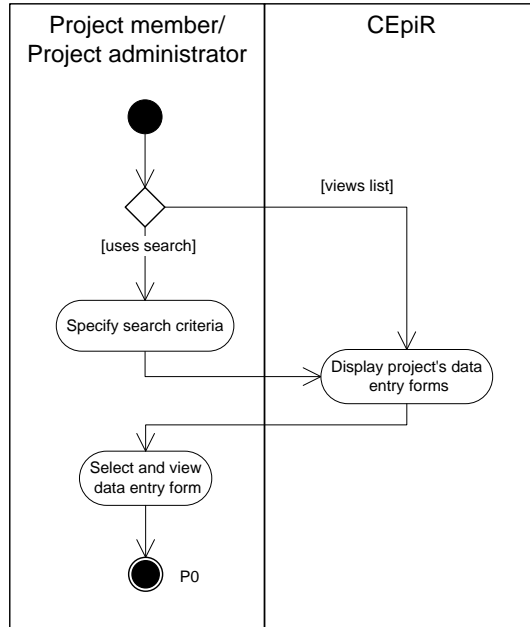 Project member/
Project administrator
CEpiR
[views list]
[uses search]
Specify search criteria
Display project's data
entry forms
Select and view
data entry form
P0